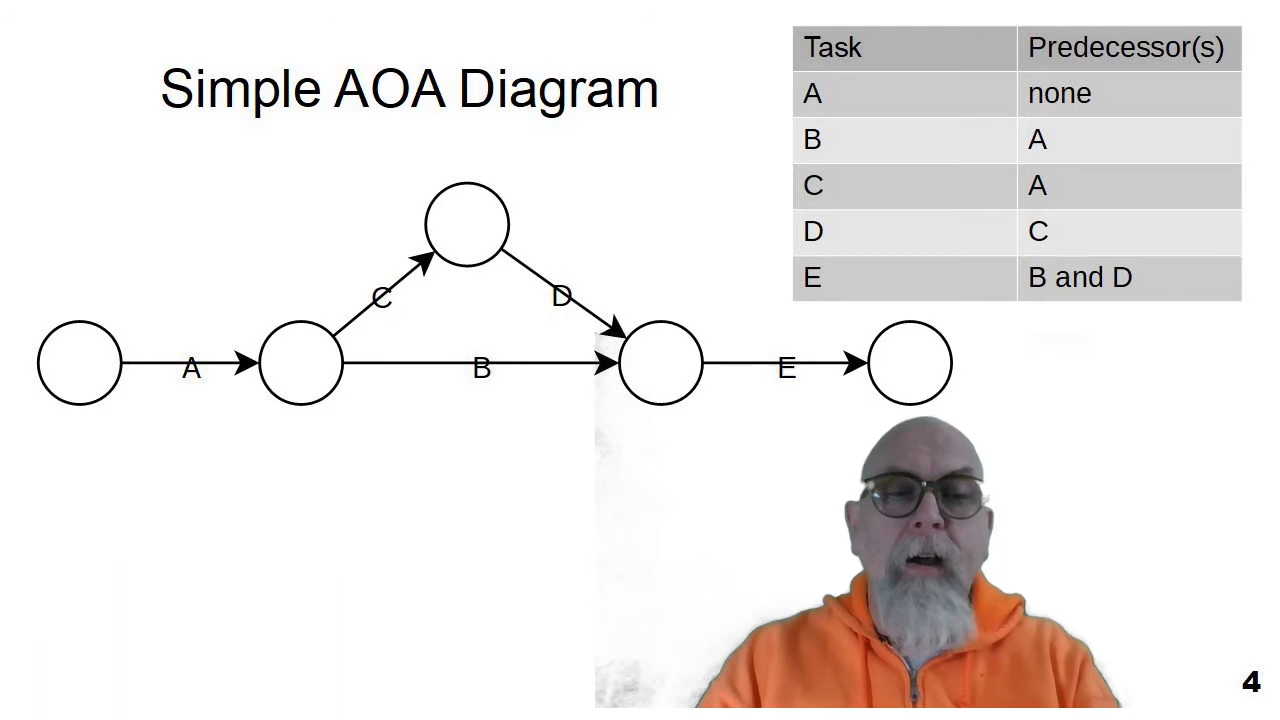 Simple AOA Diagram
Task Predecessor(s)
A none
B A
C A
D C
E B and D
C
D
A
B
E
4